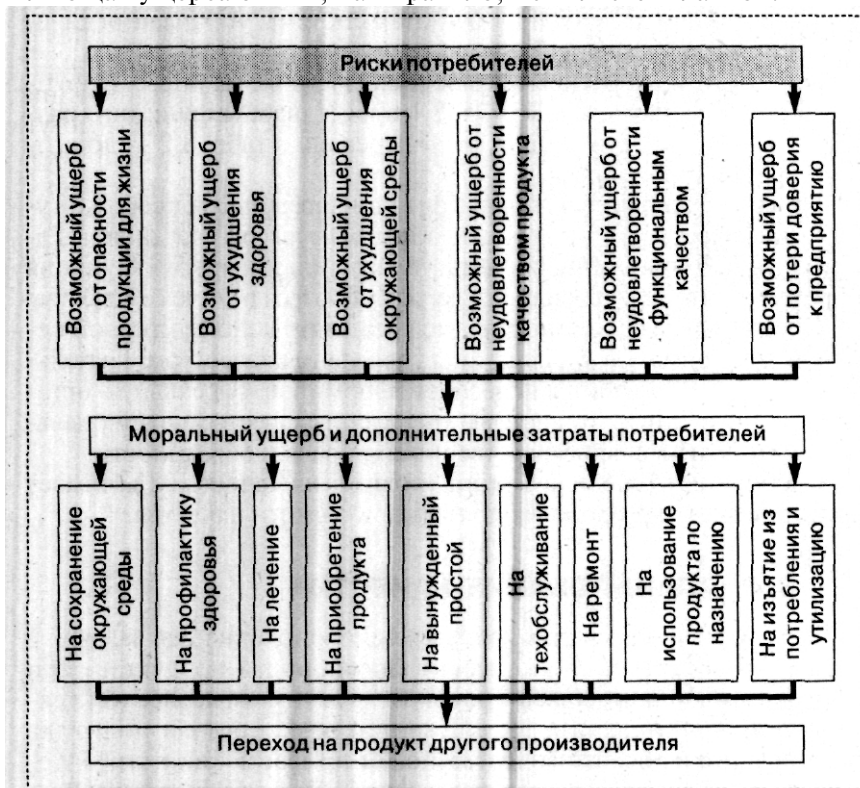 Риски потребителей
Возможный ущерб
от опасности
продукции для жизни
Возможный ущерб
от ухудшения
здоровья
Возможный ущерб
от ухудшения
окружающей среды
Возможный ущерб от
неудовлетворенности
качеством продукта
Возможный ущерб от
неудовлетворенности
функциональным
качеством
Возможный ущерб
от потери доверия
к предприятию
Моральный ущерб и дополнительные затраты потребителей
На сохранение
окружающей
среды
На профилактику
здоровья
На лечение
На приобретение
продукта
На вынужденный
простой
На
техобслуживание
На ремонт
На
использование
продукта по
назначению
На изъятие из
потребления и
утилизацию
Переход на продукт другого производителя